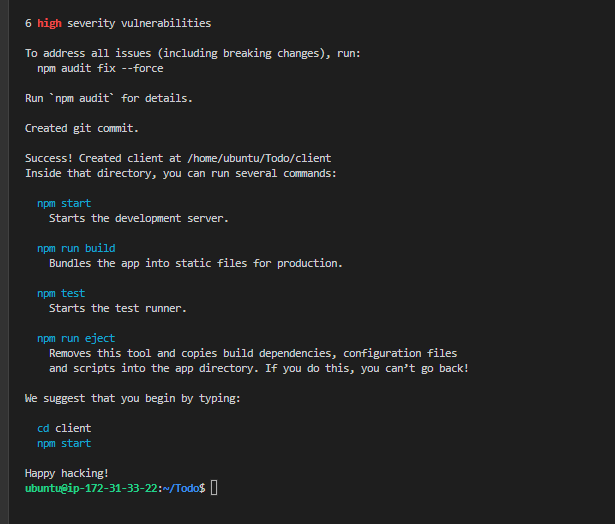 6 high severity vulnerabilities
To address all issues (including breaking changes), run:
npm audit fix --force
Run `npm audit` for details.
Created git commit.
Success! Created client at /home/ubuntu/Todo/client
Inside that directory, you can run several commands:
npm start
Starts the development server.
npm run build
Bundles the app into static files for production.
npm test
Starts the test runner.
npm run eject
Removes this tool and copies build dependencies, configuration files
and scripts into the app directory. If you do this, you can’t go back!
We suggest that you begin by typing:
cd client
npm start
Happy hacking!
ubuntu@ip-172-31-33-22:~/Todo$